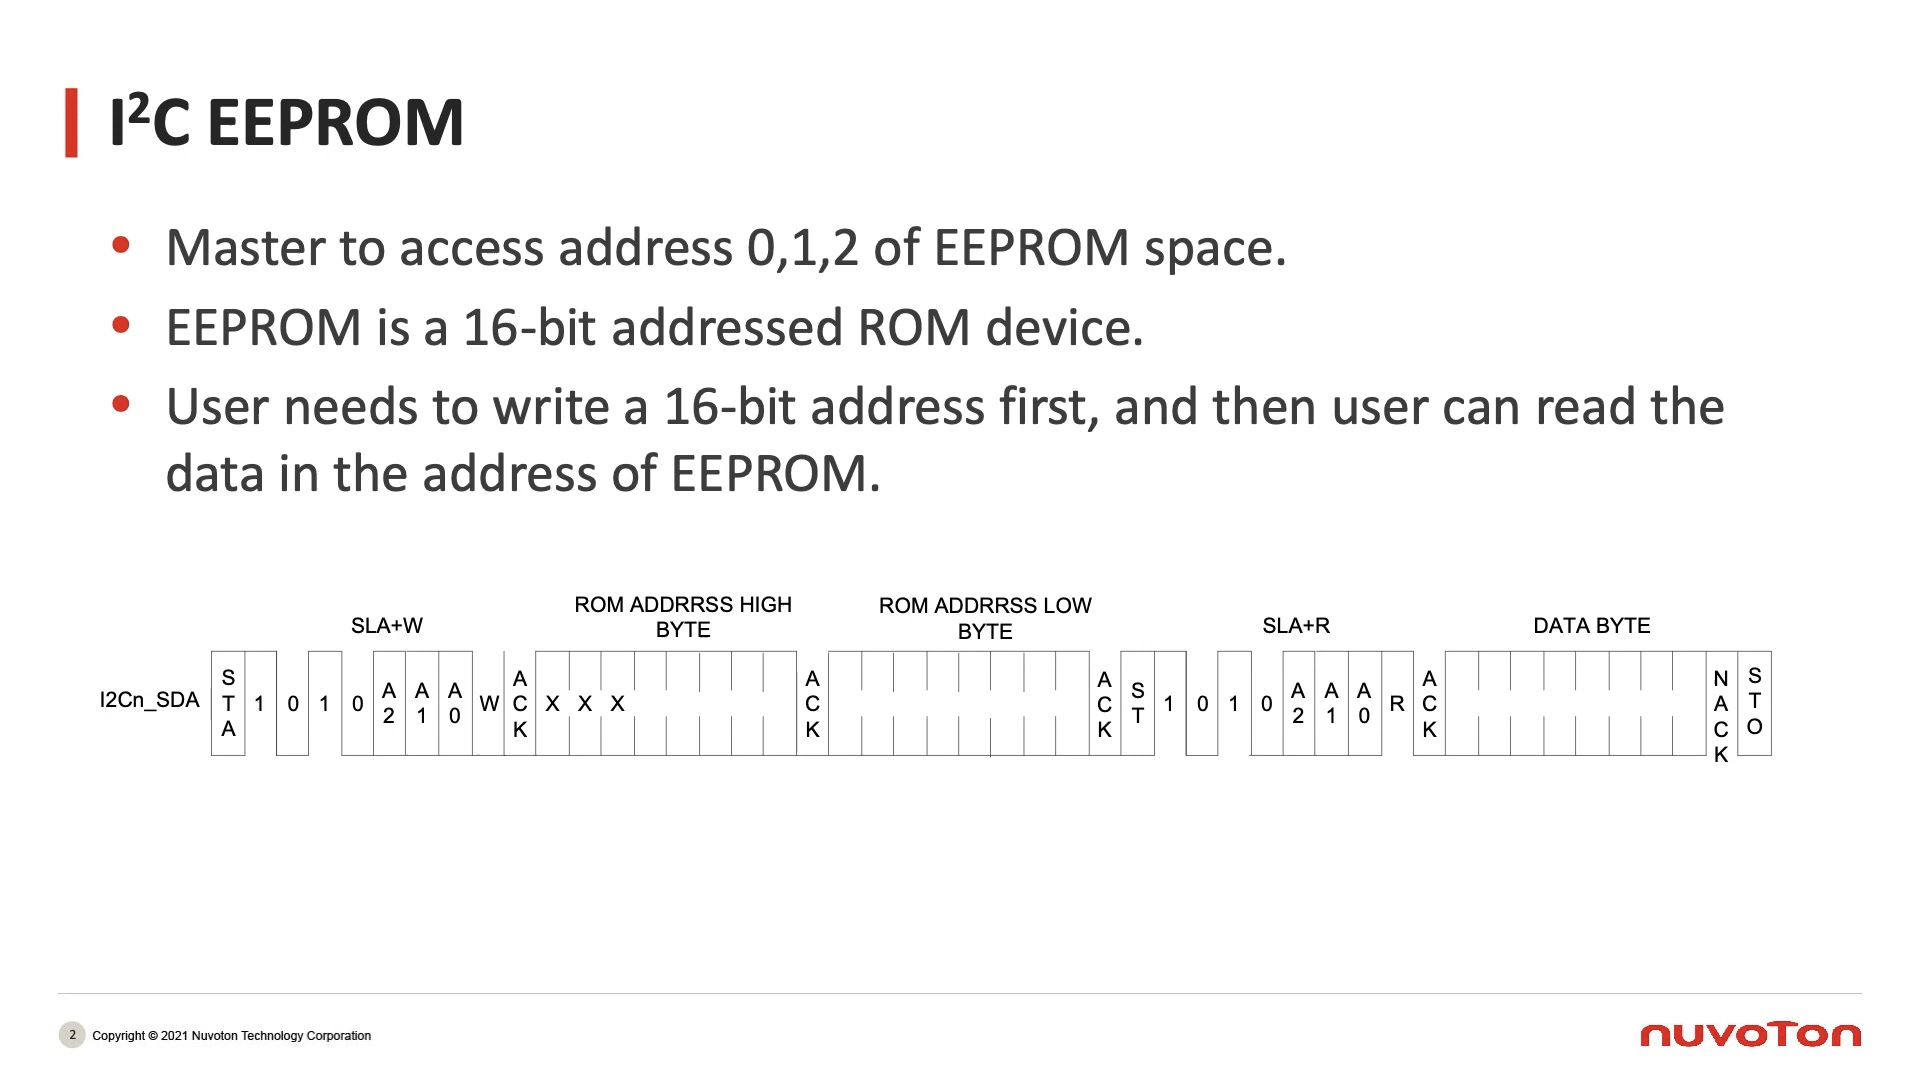 I²C EEPROM
• Master to access address 0,1,2 of EEPROM space.
• EEPROM is a 16-bit addressed ROM device.
• User needs to write a 16-bit address first, and then user can read the
data in the address of EEPROM.
SLA+W
ROM ADDRRSS HIGH
BYTE
ROM ADDRRSS LOW
BYTE
SLA+R
DATA BYTE
I2Cn_SDA STA 1 0 1 0 A2 A1 A0 W ACK X X X ACK ACK ST 1 0 1 0 A2 A1 A0 R ACK NACK STO
2 Copyright © 2021 Nuvoton Technology Corporation
nuvoTon